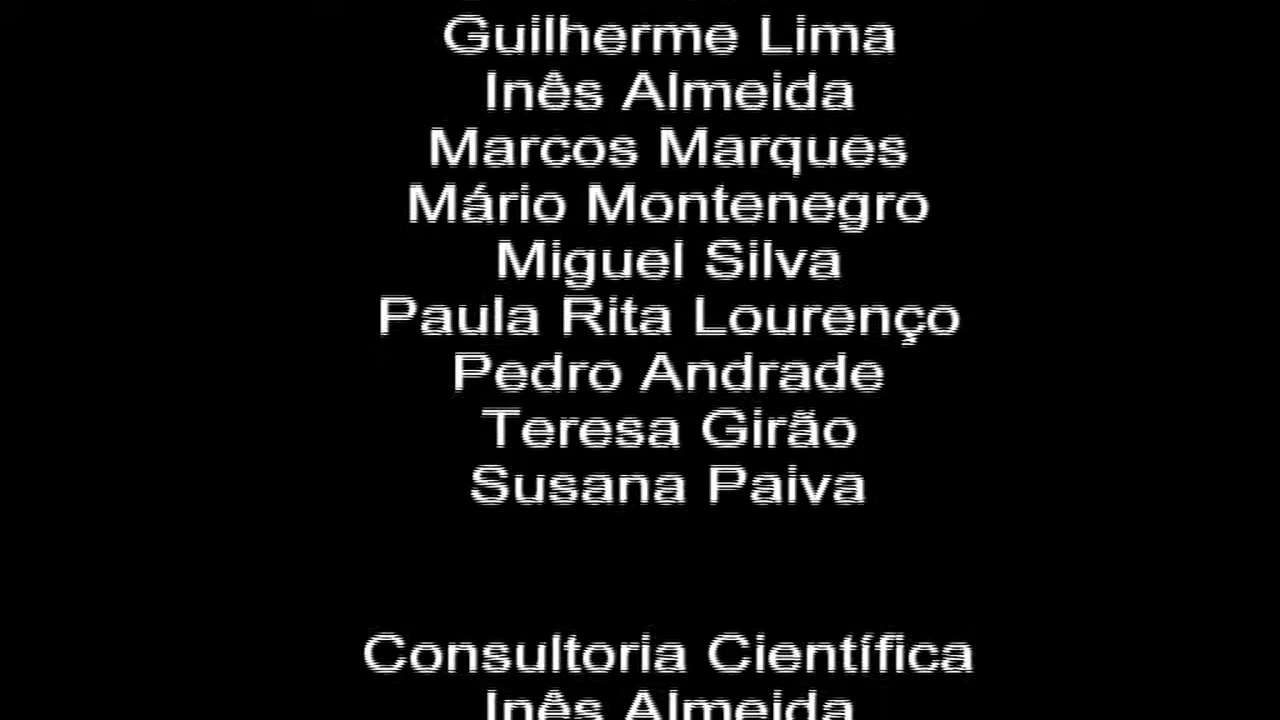 Guilherme Lima
Inês Almeida
Marcos Marques
Mário Montenegro
Miguel Silva
Paula Rita Lourenço
Pedro Andrade
Teresa Girão
Susana Paiva
Consultoria Científica
Inês Almeida